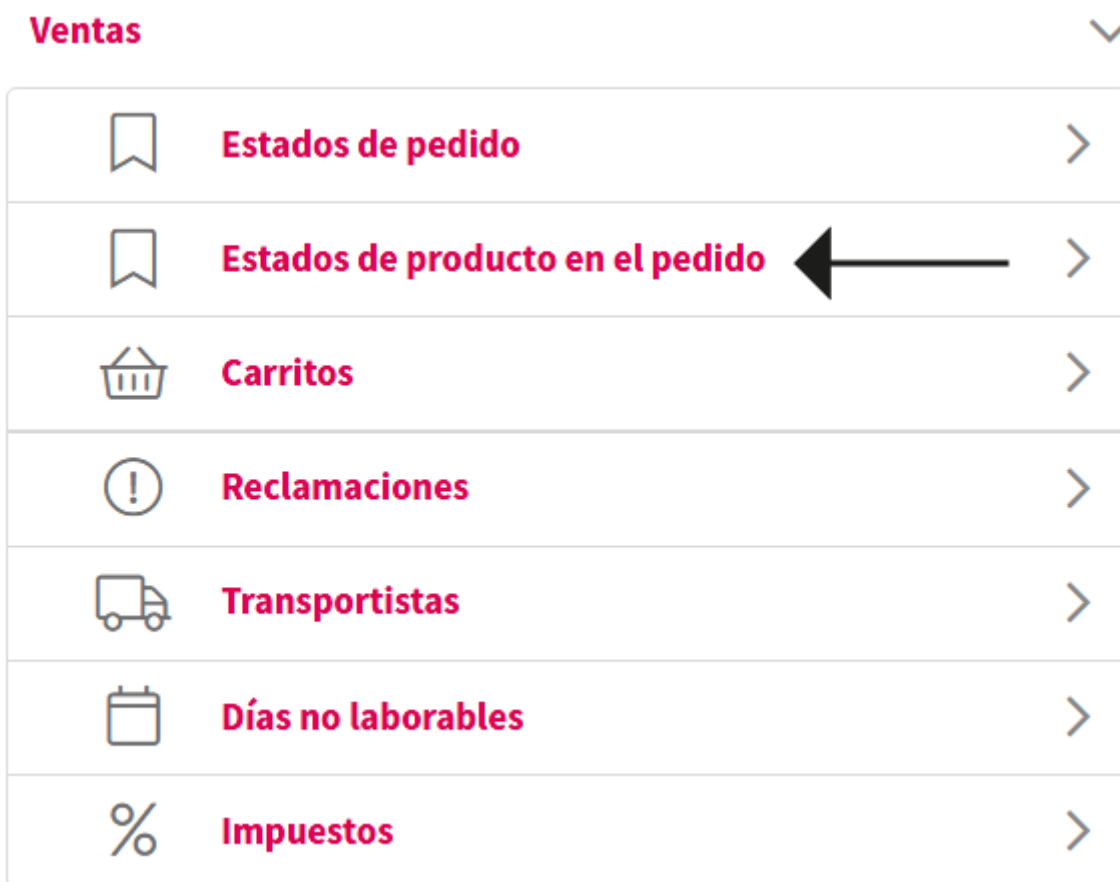 Ventas
Estados de pedido
Estados de producto en el pedido
Carritos
Reclamaciones
Transportistas
Días no laborables
Impuestos